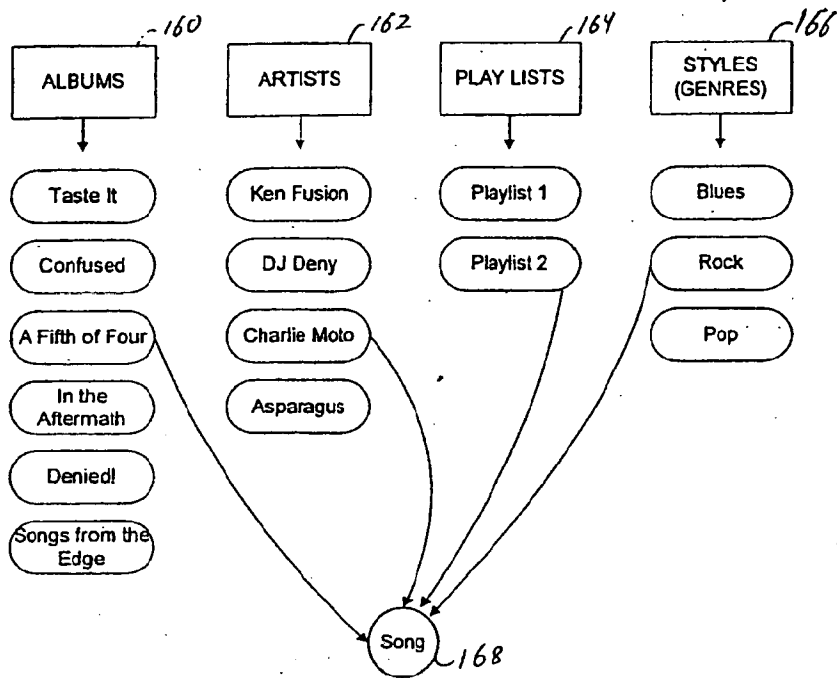 160
162
164
166
ALBUMS
ARTISTS
PLAY LISTS
STYLES
(GENRES)
Taste It
Ken Fusion
Playlist 1
Blues
Confused
DJ Deny
Playlist 2
Rock
A Fifth of Four
Charlie Moto
Pop
In the
Aftermath
Asparagus
Denied!
Songs from the
Edge
Song
168